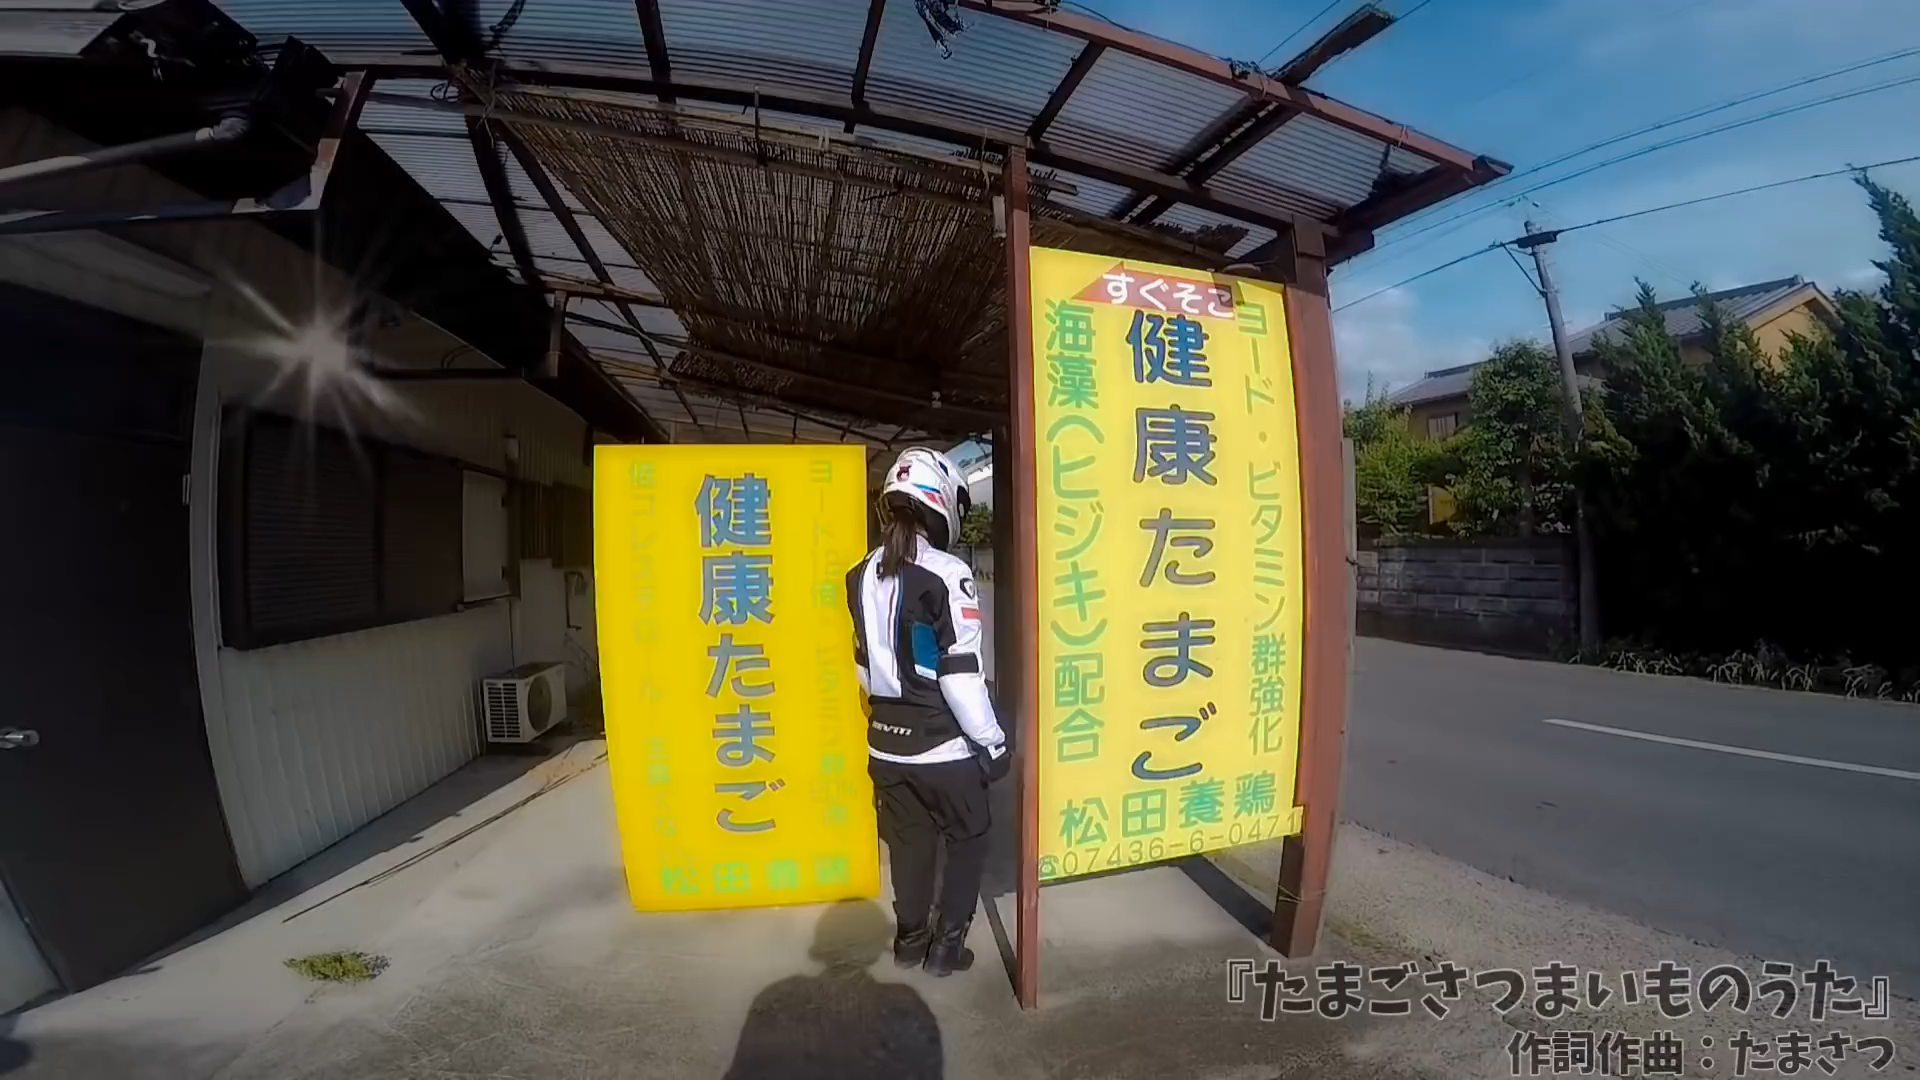 健康たまご
松田養鶏
すぐそこ
ヨード・ビタミン群強化
健康たまご
海藻(ヒジキ)配合
松田養鶏
☎07436-6-0471
REV'IT!
『たまごさつまいものうた』
作詞作曲：たまさつ